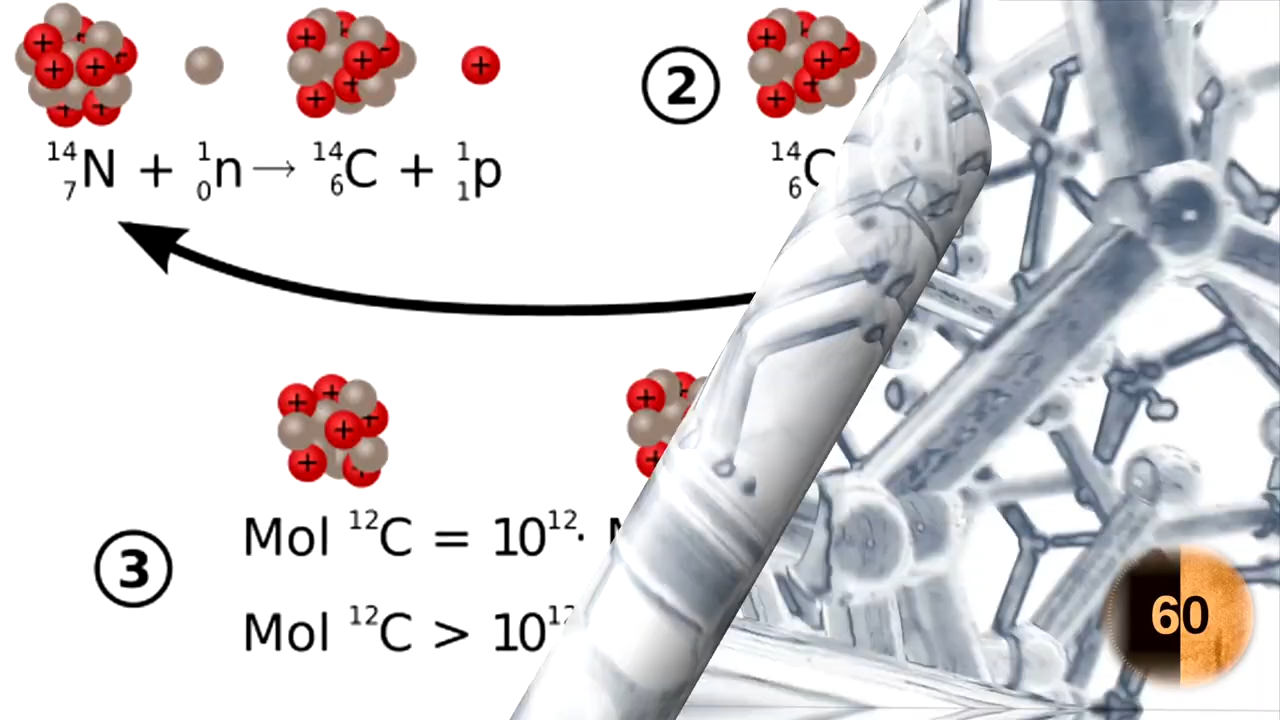 ¹⁴₇N + ¹₀n → ¹⁴₆C + ¹₁p
②
¹⁴₆C
③
Mol ¹²C = 10¹²·
Mol ¹²C > 10¹²
60